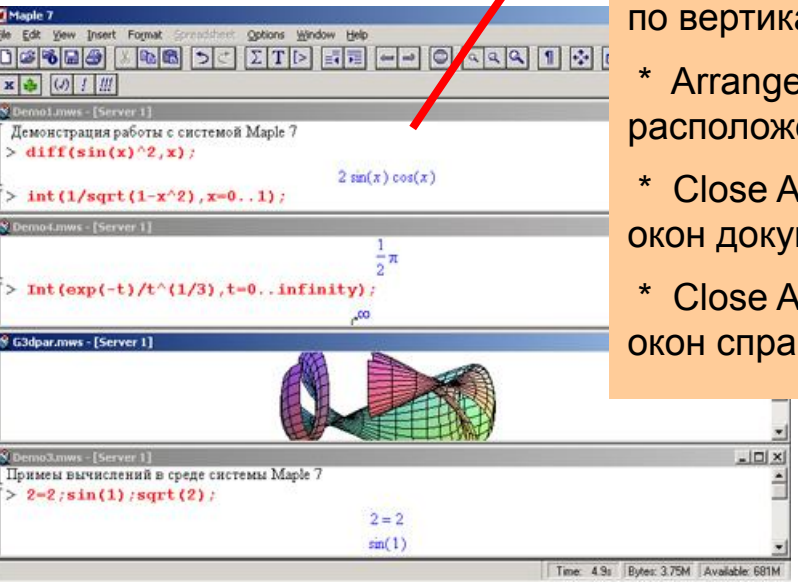 Maple 7
File Edit View Insert Format Spreadsheet Options Window Help
Demo1.mws - [Server 1]
Демонстрация работы с системой Maple 7
> diff(sin(x)^2,x);
2 sin(x) cos(x)
> int(1/sqrt(1-x^2),x=0..1);
Demo4.mws - [Server 1]
1
2 π
> Int(exp(-t)/t^(1/3),t=0..infinity);
∞
G3dpar.mws - [Server 1]
Demo3.mws - [Server 1]
Примеы вычислений в среде системы Maple 7
> 2=2;sin(1);sqrt(2);
2 = 2
sin(1)
Time: 4.9s Bytes: 3.75M Available: 681M
по вертика
* Arrange
расположе
* Close A
окон доку
* Close A
окон спра